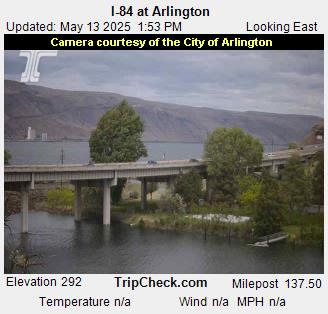 I-84 at Arlington
Updated: May 13 2025 1:53 PM Looking East
Camera courtesy of the City of Arlington
Elevation 292 TripCheck.com Milepost 137.50
Temperature n/a Wind n/a MPH n/a